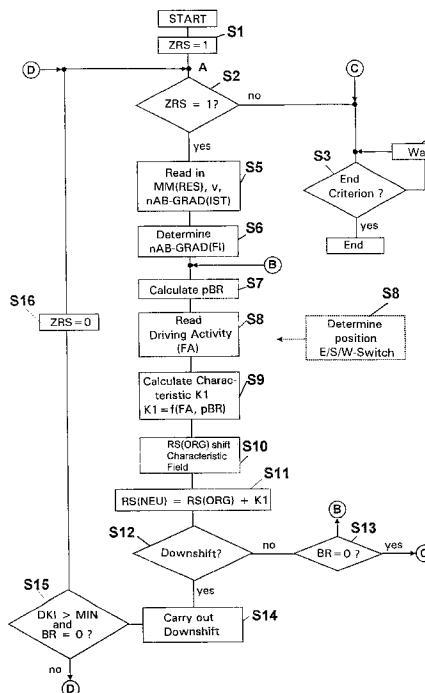 START
S1
ZRS = 1
D
A
S2
C
ZRS = 1?
no
yes
S3
End
Criterion ?
yes
End
S5
Read in
MM(RES), v,
nAB-GRAD(IST)
S6
Determine
nAB-GRAD(FI)
B
S7
Calculate pBR
S16
ZRS=0
S8
Read
Driving Activity
(FA)
S8
Determine
position
E/S/W-Switch
S9
Calculate Charac-
teristic K1
K1 = f(FA, pBR)
S10
RS(ORG) shift
Characteristic
Field
S11
RS(NEU) = RS(ORG) + K1
S12
Downshift?
no
B
S13
BR=0 ?
yes
yes
S15
DKI > MIN
and
BR = 0 ?
S14
Carry out
Downshift
no
D